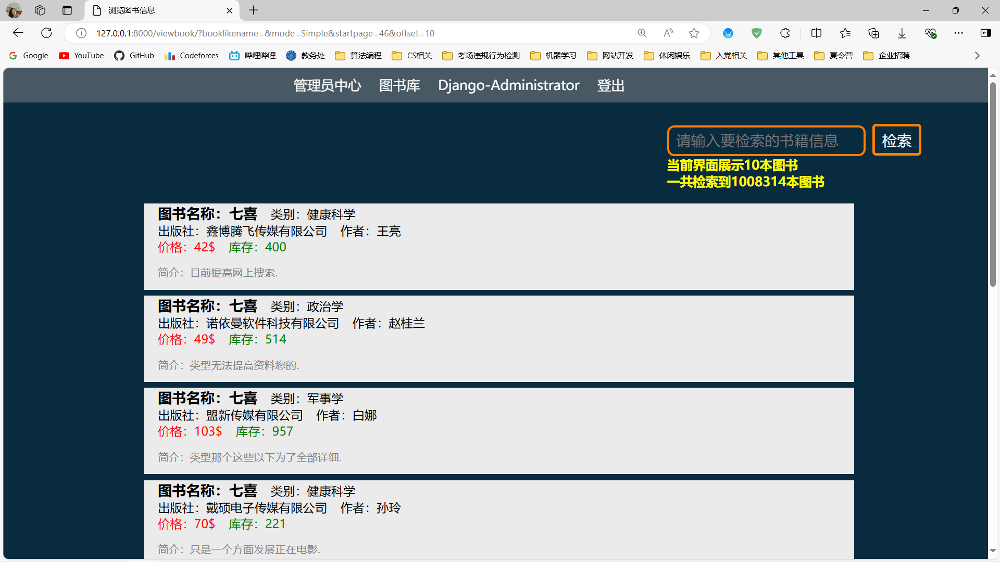 浏览图书信息
127.0.0.1:8000/viewbook/?booklikename=&mode=Simple&startpage=46&offset=10
Google YouTube GitHub Codeforces 哔哩哔哩 教务处 算法编程 CS相关 考场违规行为检测 机器学习 网站开发 休闲娱乐 入党相关 其他工具 夏令营 企业招聘
管理员中心 图书库 Django-Administrator 登出
请输入要检索的书籍信息 检索
当前界面展示10本图书
一共检索到1008314本图书
图书名称：七喜 类别：健康科学
出版社：鑫博腾飞传媒有限公司 作者：王亮
价格：42$ 库存：400
简介：目前提高网上搜索.
图书名称：七喜 类别：政治学
出版社：诺依曼软件科技有限公司 作者：赵桂兰
价格：49$ 库存：514
简介：类型无法提高资料您的.
图书名称：七喜 类别：军事学
出版社：盟新传媒有限公司 作者：白娜
价格：103$ 库存：957
简介：类型那个这些以下为了全部详细.
图书名称：七喜 类别：健康科学
出版社：戴硕电子传媒有限公司 作者：孙玲
价格：70$ 库存：221
简介：只是一个方面发展正在电影.